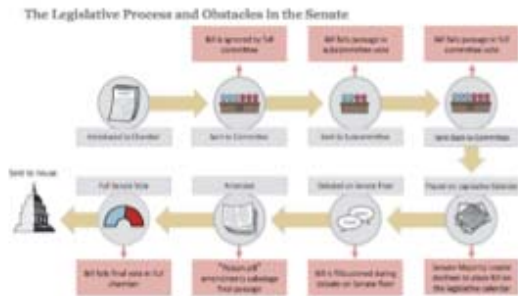 The Legislative Process and Obstacles in the Senate
Bill is ignored by full
committee
Bill fails passage in
subcommittee vote
Bill fails passage in full
committee vote
Introduced to Chamber
Sent to Committee
Sent to Subcommittee
Sent Back to Committee
Sent to House
Full Senate Vote
Amended
Debated on Senate Floor
Placed on Legislative Calendar
Bill fails final vote in full
chamber
"Poison pill"
amendments sabotage
final passage
Bill is filibustered during
debate on Senate floor
Senate Majority Leader
declines to place Bill on
the legislative calendar